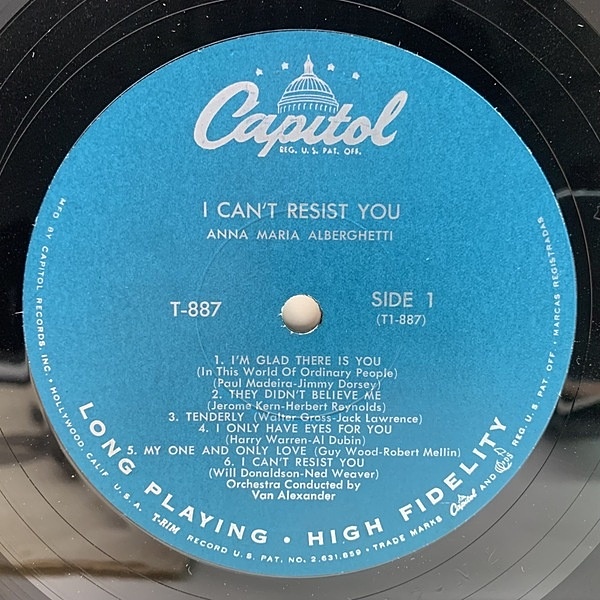 Capitol
REG. U.S. PAT. OFF.
I CAN'T RESIST YOU
ANNA MARIA ALBERGHETTI
T-887
SIDE 1
(T1-887)
1. I'M GLAD THERE IS YOU
(In This World Of Ordinary People)
(Paul Madeira-Jimmy Dorsey)
2. THEY DIDN'T BELIEVE ME
(Jerome Kern-Herbert Reynolds)
3. TENDERLY (Walter Gross-Jack Lawrence)
4. I ONLY HAVE EYES FOR YOU
(Harry Warren-Al Dubin)
5. MY ONE AND ONLY LOVE (Guy Wood-Robert Mellin)
6. I CAN'T RESIST YOU
(Will Donaldson-Ned Weaver)
Orchestra Conducted by
Van Alexander
LONG PLAYING • HIGH FIDELITY
MFD BY CAPITOL RECORDS, INC. • HOLLYWOOD CALIF U.S.A. T-RIM RECORD U.S. PAT. NO. 2,631,859 • TRADE MARKS Capitol AND REG. U.S. PAT OFF • MARCAS REGISTRADAS